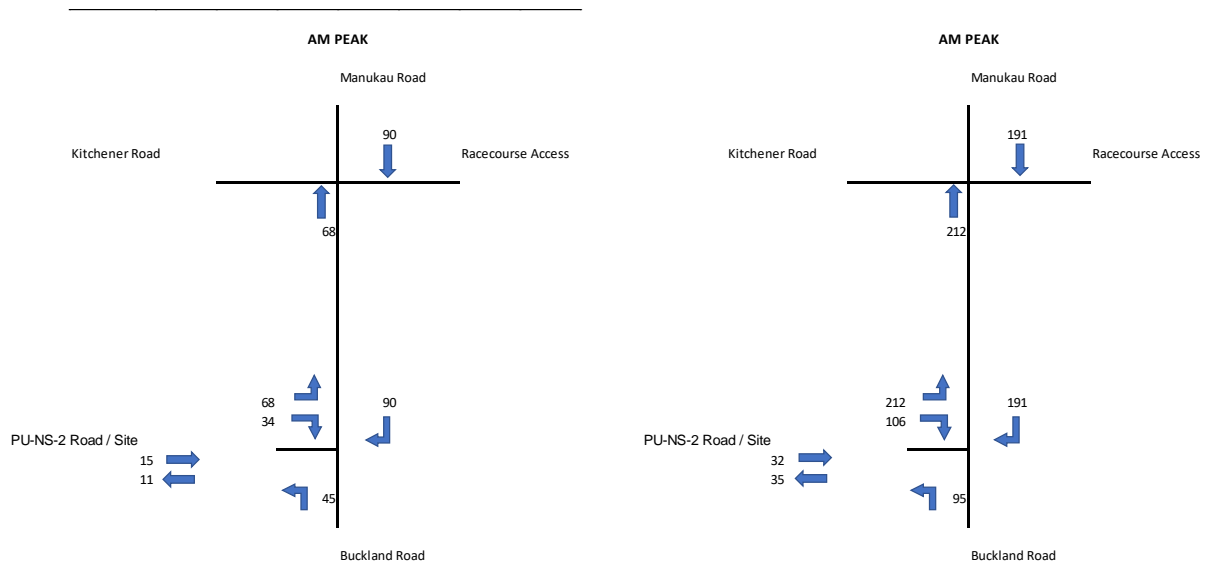 AM PEAK
Manukau Road
90
Kitchener Road
Racecourse Access
68
68
90
34
PU-NS-2 Road / Site
15
11
45
Buckland Road
AM PEAK
Manukau Road
191
Kitchener Road
Racecourse Access
212
212
191
106
PU-NS-2 Road / Site
32
35
95
Buckland Road